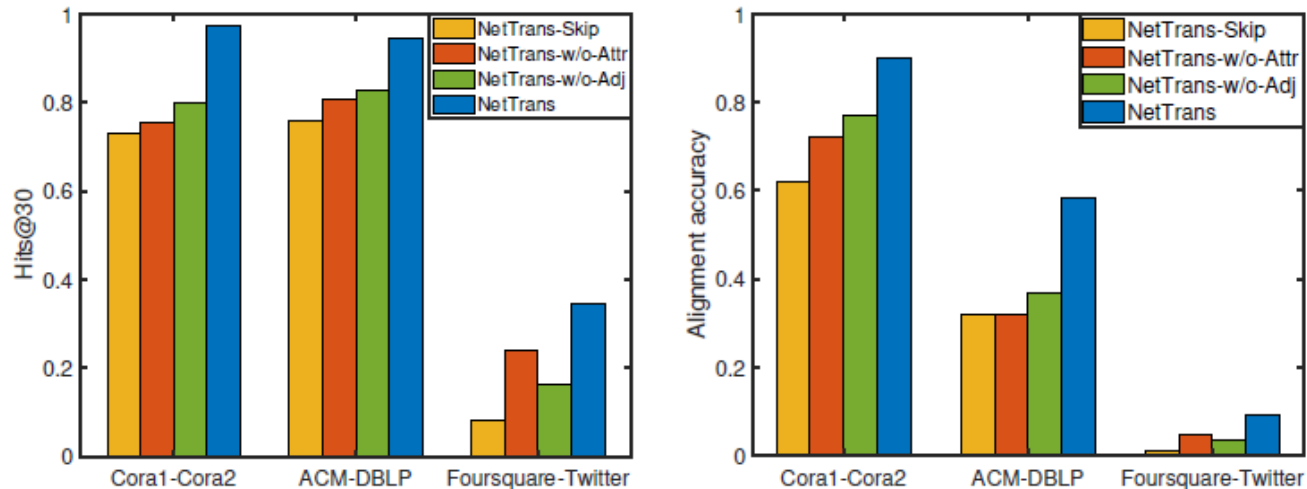 1
0.8
0.6
0.4
0.2
0
Hits@30
NetTrans-Skip
NetTrans-w/o-Attr
NetTrans-w/o-Adj
NetTrans
Cora1-Cora2 ACM-DBLP Foursquare-Twitter
1
0.8
0.6
0.4
0.2
0
Alignment accuracy
NetTrans-Skip
NetTrans-w/o-Attr
NetTrans-w/o-Adj
NetTrans
Cora1-Cora2 ACM-DBLP Foursquare-Twitter